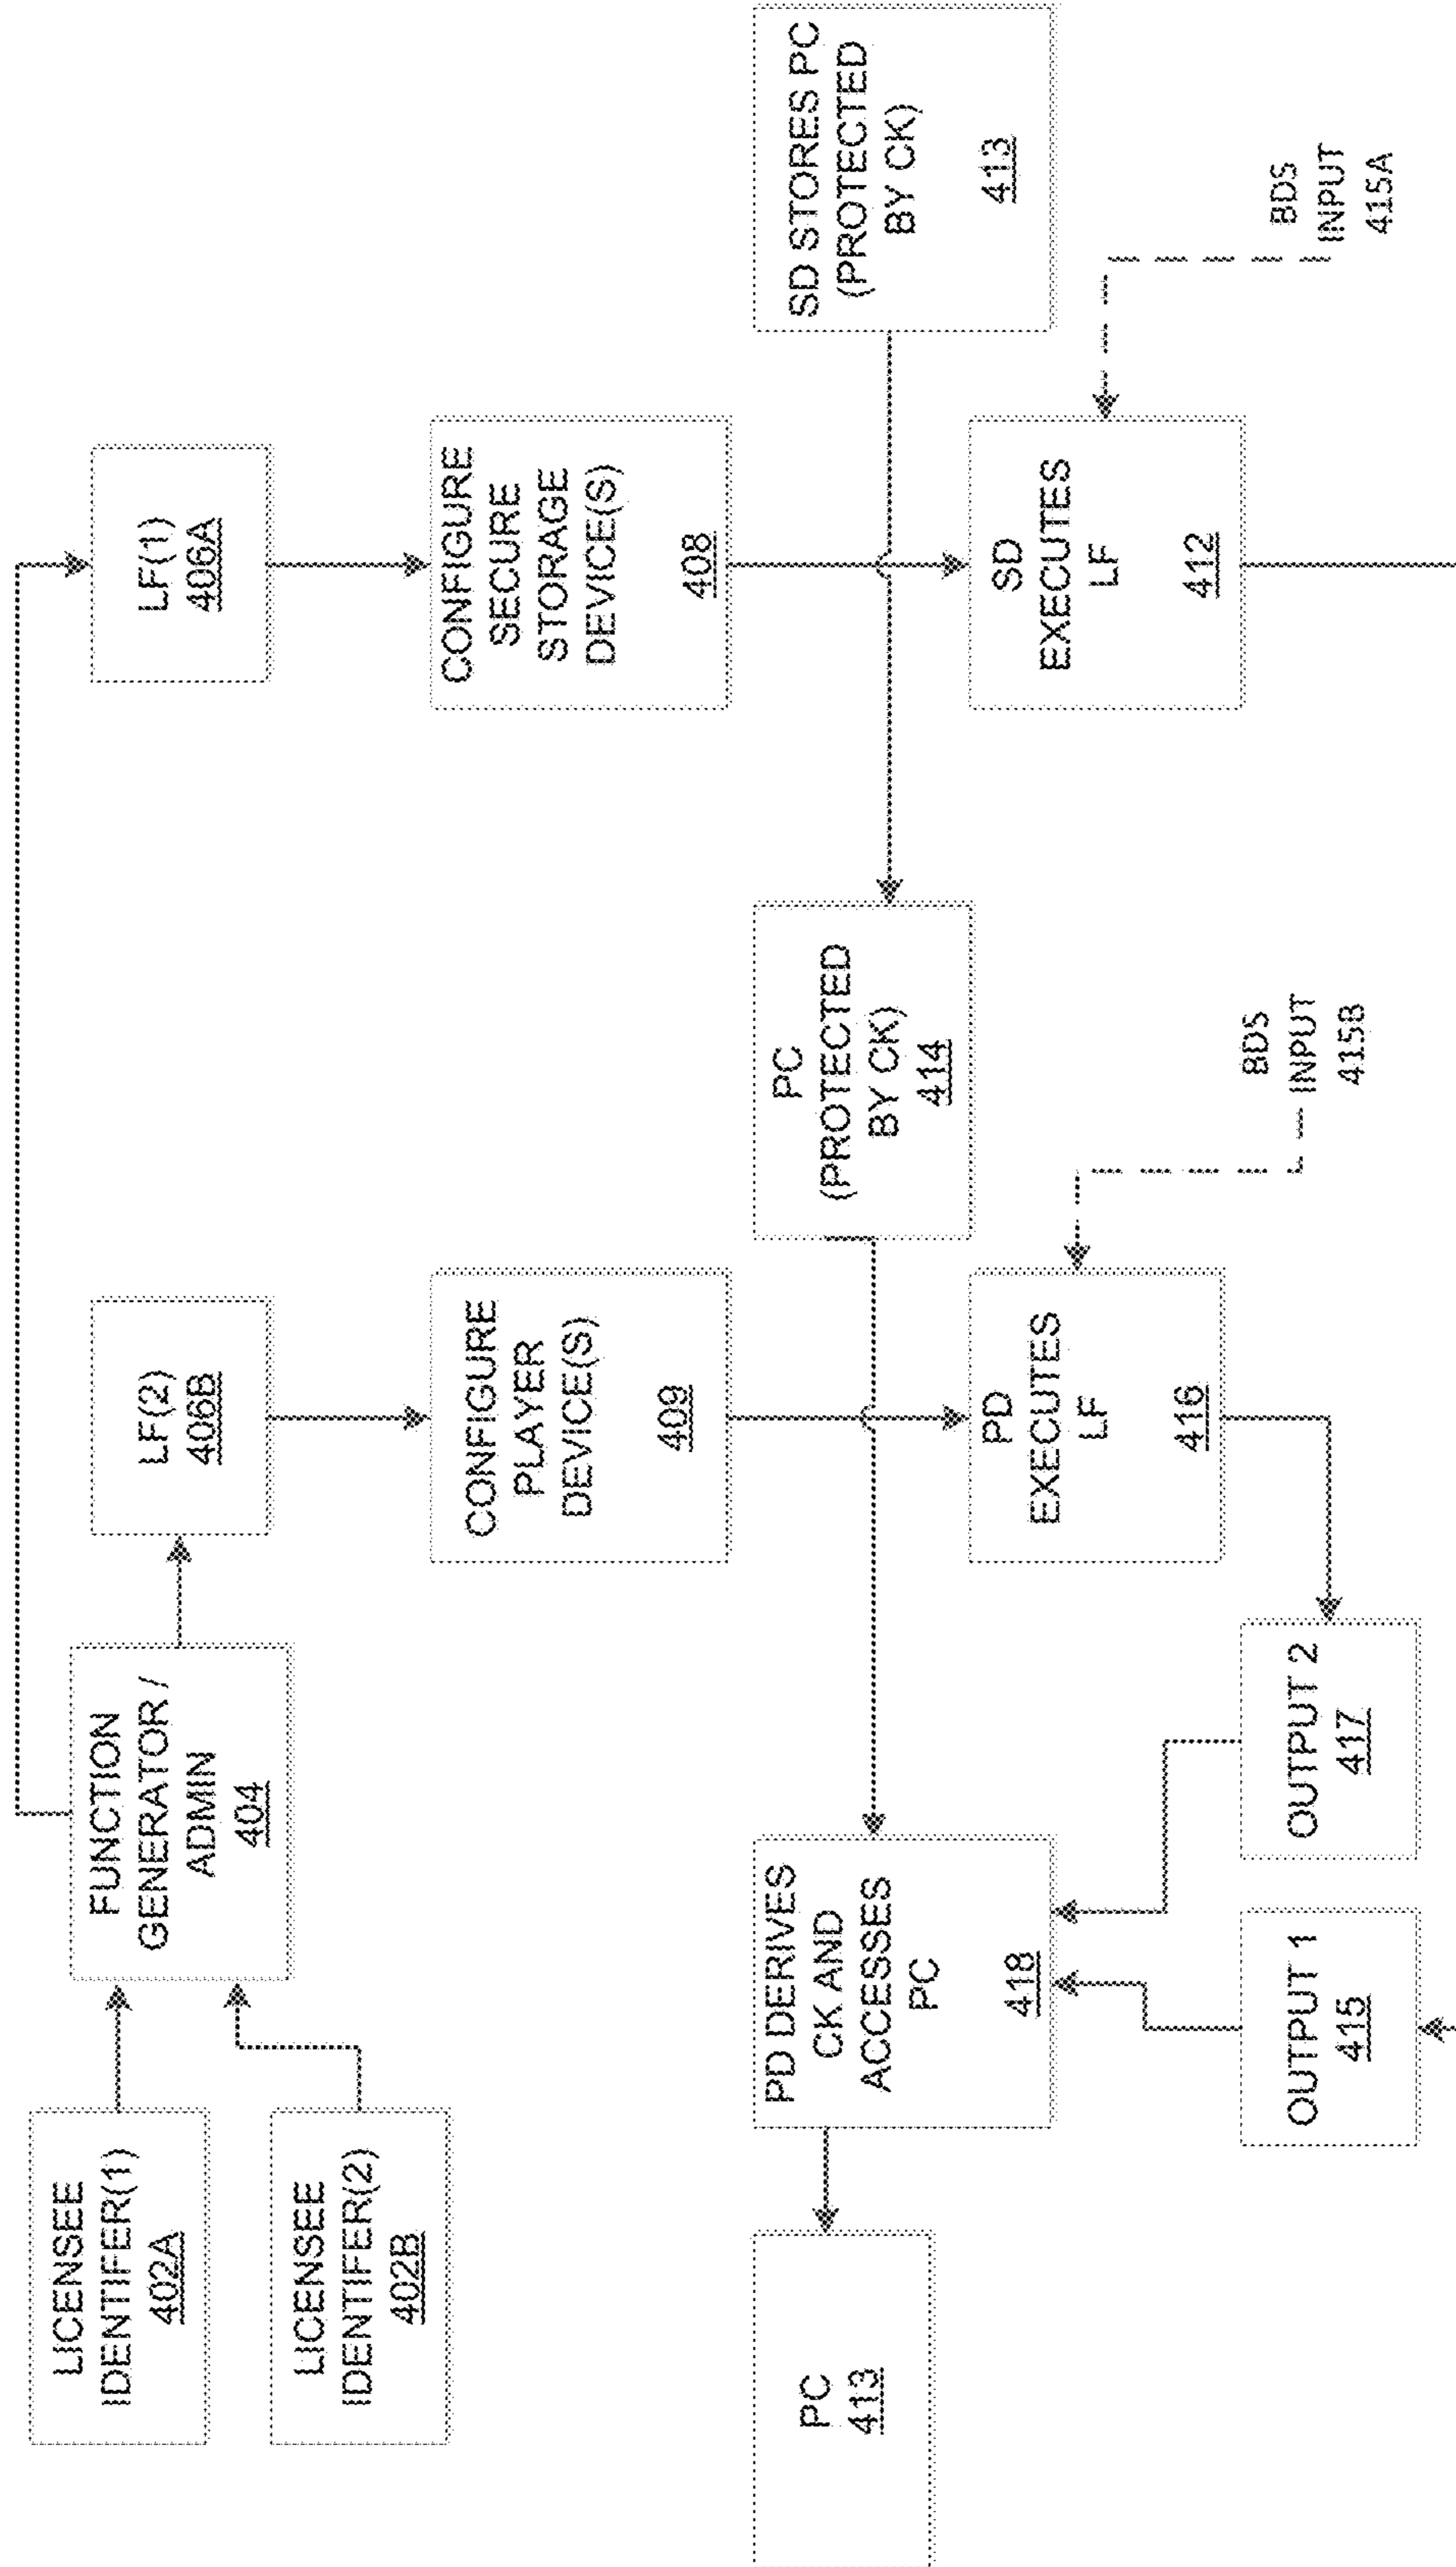 LICENSEE
IDENTIFER(1)
402A
LICENSEE
IDENTIFER(2)
402B
FUNCTION
GENERATOR /
ADMIN
404
LF(2)
406B
LF(1)
406A
CONFIGURE
PLAYER
DEVICE(S)
409
CONFIGURE
SECURE
STORAGE
DEVICE(S)
408
PC
413
PD DERIVES
CK AND
ACCESSES
PC
418
PC
(PROTECTED
BY CK)
414
SD STORES PC
(PROTECTED
BY CK)
413
PD
EXECUTES
LF
416
SD
EXECUTES
LF
412
OUTPUT 1
415
OUTPUT 2
417
BDS
INPUT
415B
BDS
INPUT
415A